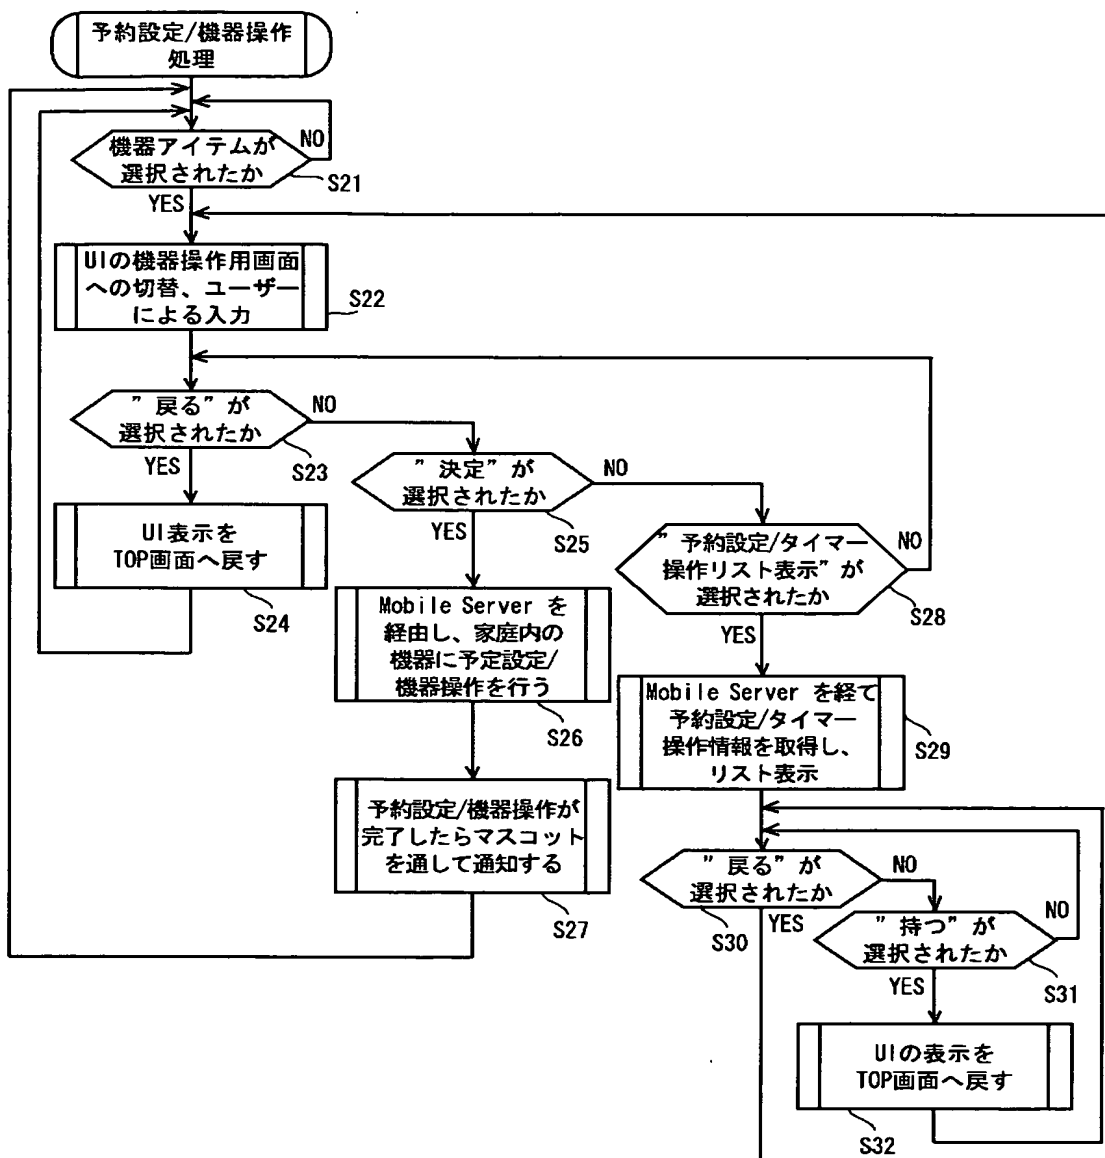 予約設定/機器操作
処理
機器アイテムが
選択されたか
NO
S21
YES
UIの機器操作用画面
への切替、ユーザー
による入力
S22
”戻る”が
選択されたか
NO
S23
YES
UI表示を
TOP画面へ戻す
S24
”決定”が
選択されたか
NO
S25
YES
Mobile Server を
経由し、家庭内の
機器に予定設定/
機器操作を行う
S26
予約設定/機器操作が
完了したらマスコット
を通して通知する
S27
”予約設定/タイマー
操作リスト表示”が
選択されたか
NO
S28
YES
Mobile Server を経て
予約設定/タイマー
操作情報を取得し、
リスト表示
S29
”戻る”が
選択されたか
NO
S30
YES
”持つ”が
選択されたか
NO
S31
YES
UIの表示を
TOP画面へ戻す
S32